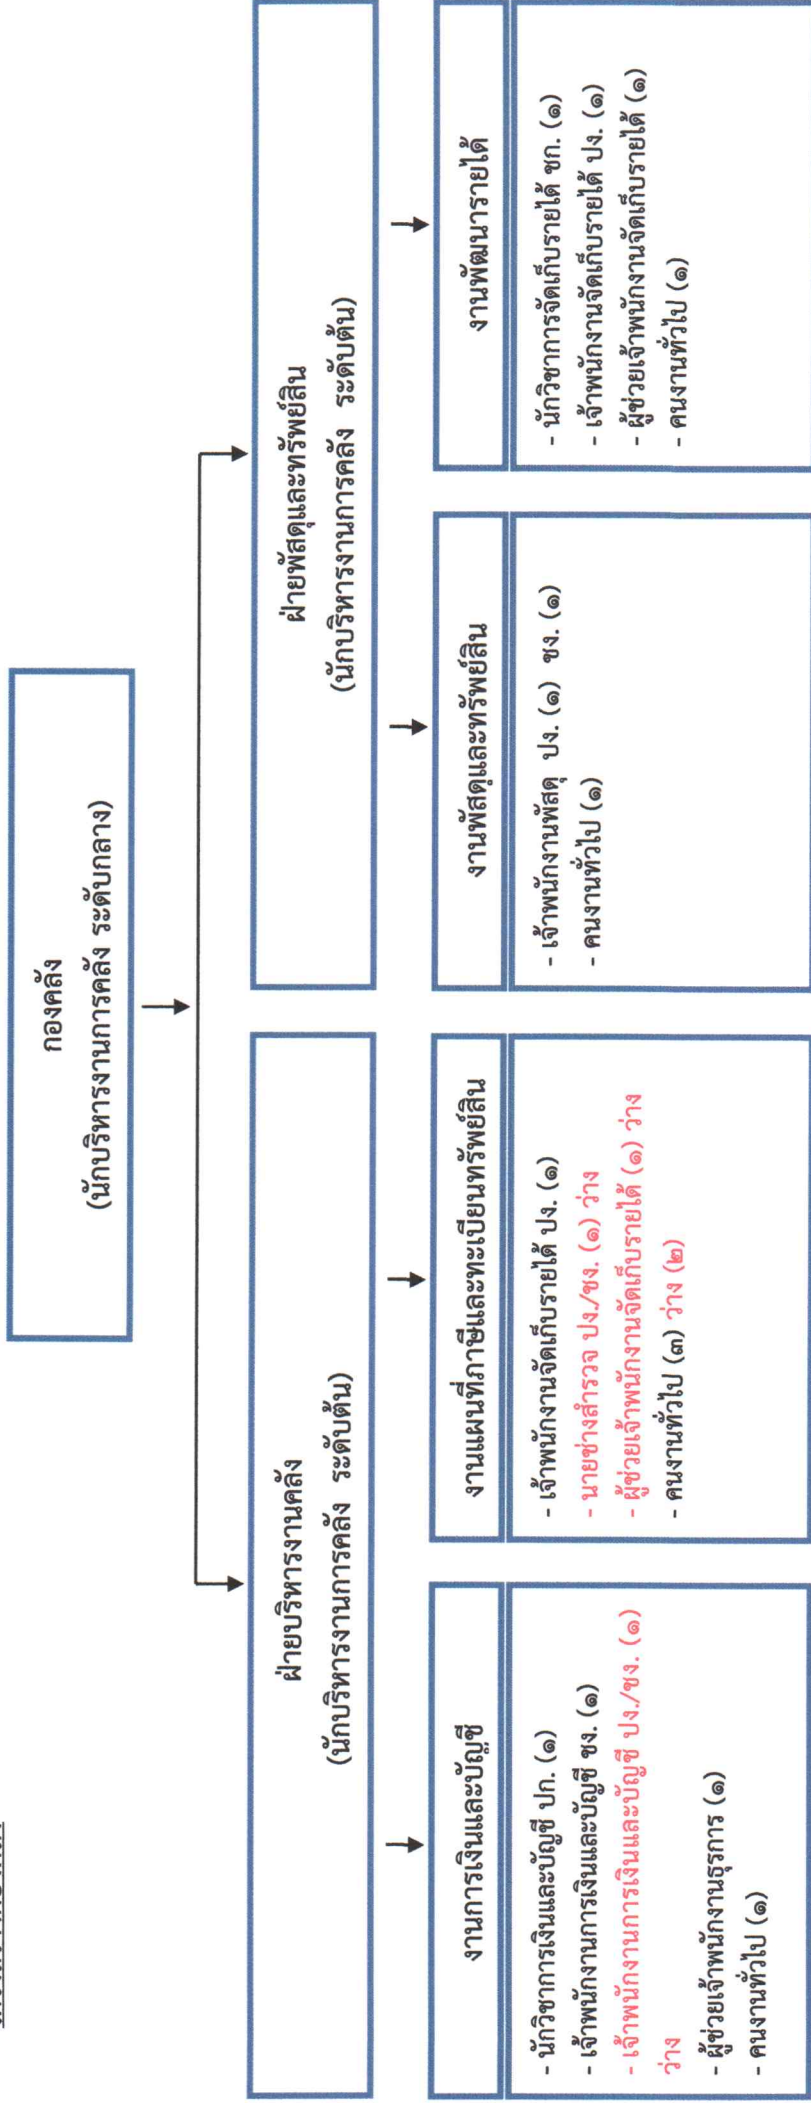 กองคลัง
(นักบริหารงานการคลัง ระดับกลาง)
ฝ่ายบริหารงานคลัง
(นักบริหารงานการคลัง ระดับต้น)
ฝ่ายพัสดุและทรัพย์สิน
(นักบริหารงานการคลัง ระดับต้น)
งานการเงินและบัญชี
- นักวิชาการเงินและบัญชี ปก. (๑)
- เจ้าพนักงานการเงินและบัญชี ชง. (๑)
- เจ้าพนักงานการเงินและบัญชี ปง./ชง. (๑)
ว่าง
- ผู้ช่วยเจ้าพนักงานธุรการ (๑)
- คนงานทั่วไป (๑)
งานแผนที่ภาษีและทะเบียนทรัพย์สิน
- เจ้าพนักงานจัดเก็บรายได้ ปง. (๑)
- นายช่างสำรวจ ปง./ชง. (๑) ว่าง
- ผู้ช่วยเจ้าพนักงานจัดเก็บรายได้ (๑) ว่าง
- คนงานทั่วไป (๓) ว่าง (๒)
งานพัสดุและทรัพย์สิน
- เจ้าพนักงานพัสดุ ปง. (๑) ชง. (๑)
- คนงานทั่วไป (๑)
งานพัฒนารายได้
- นักวิชาการจัดเก็บรายได้ ชก. (๑)
- เจ้าพนักงานจัดเก็บรายได้ ปง. (๑)
- ผู้ช่วยเจ้าพนักงานจัดเก็บรายได้ (๑)
- คนงานทั่วไป (๑)